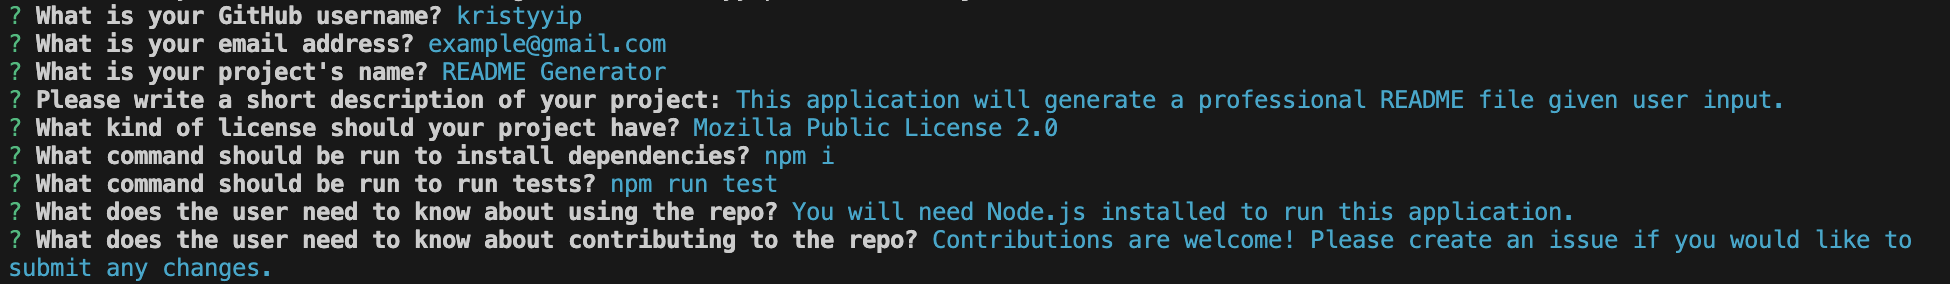 ? What is your GitHub username? kristyyip
? What is your email address? example@gmail.com
? What is your project's name? README Generator
? Please write a short description of your project: This application will generate a professional README file given user input.
? What kind of license should your project have? Mozilla Public License 2.0
? What command should be run to install dependencies? npm i
? What command should be run to run tests? npm run test
? What does the user need to know about using the repo? You will need Node.js installed to run this application.
? What does the user need to know about contributing to the repo? Contributions are welcome! Please create an issue if you would like to
submit any changes.